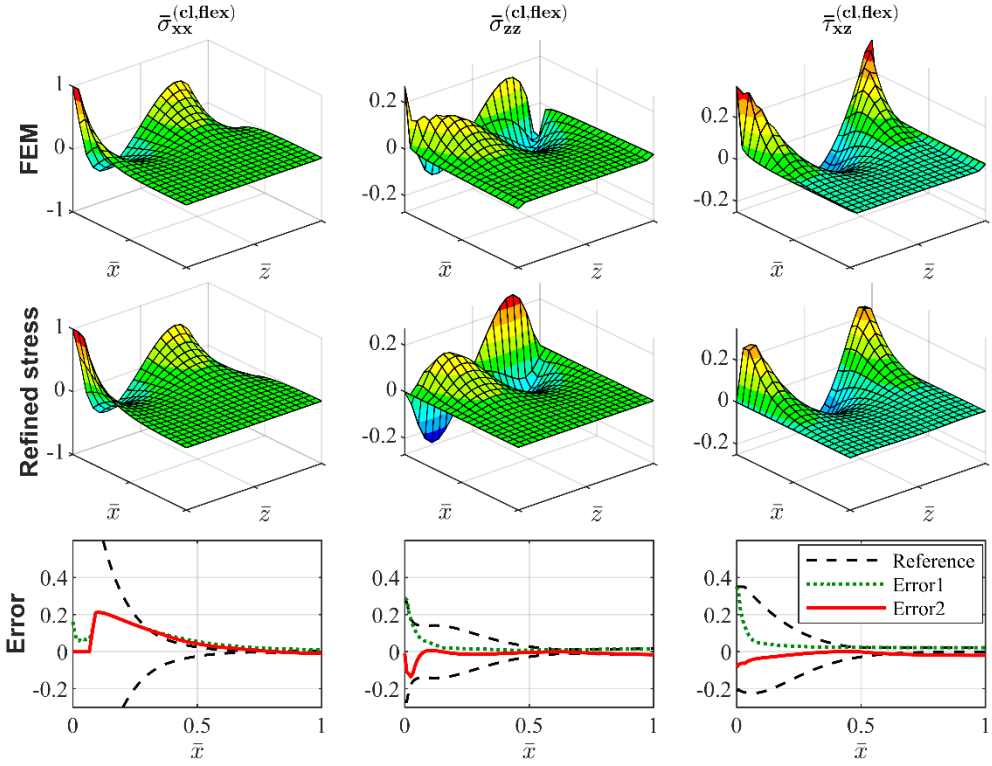 σ̄xx^(cl,flex) σ̄zz^(cl,flex) τ̄xz^(cl,flex)
FEM
1 0 -1 x̄ z̄
0.2 0 -0.2 x̄ z̄
0.2 0 -0.2 x̄ z̄
Refined stress
1 0 -1 x̄ z̄
0.2 0 -0.2 x̄ z̄
0.2 0 -0.2 x̄ z̄
Error
0.4 0.2 0 -0.2
0 0.5 1
x̄
0.4 0.2 0 -0.2
0 0.5 1
x̄
0.4 0.2 0 -0.2
0 0.5 1
x̄
Reference
Error1
Error2